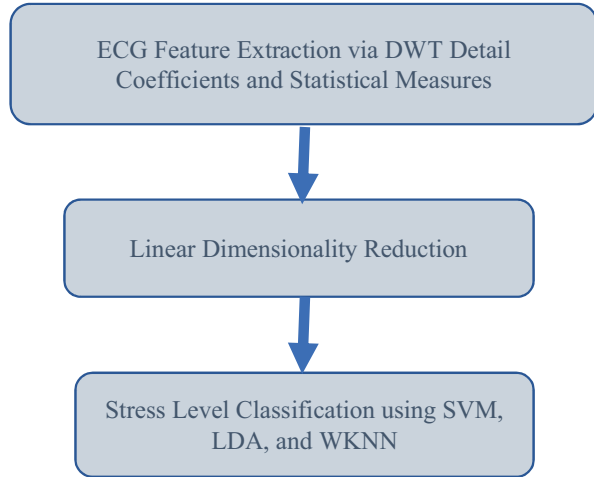 ECG Feature Extraction via DWT Detail
Coefficients and Statistical Measures
Linear Dimensionality Reduction
Stress Level Classification using SVM,
LDA, and WKNN